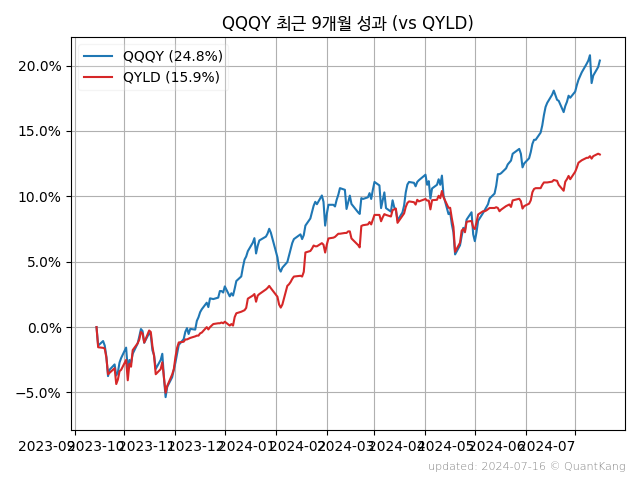 QQQY 최근 9개월 성과 (vs QYLD)
QQQY (24.8%)
QYLD (15.9%)
20.0%
15.0%
10.0%
5.0%
0.0%
−5.0%
2023-09 2023-10 2023-11 2023-12 2024-01 2024-02 2024-03 2024-04 2024-05 2024-06 2024-07
updated: 2024-07-16 © QuantKang